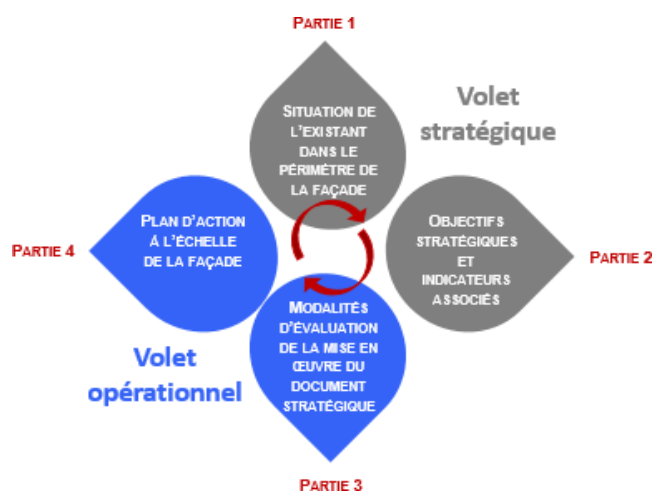 PARTIE 1
SITUATION DE
L'EXISTANT
DANS LE
PÉRIMÈTRE DE
LA FAÇADE
Volet
stratégique
PLAN D'ACTION
À L'ÉCHELLE
DE LA FAÇADE
PARTIE 4
OBJECTIFS
STRATÉGIQUES
ET
INDICATEURS
ASSOCIÉS
PARTIE 2
MODALITÉS
D'ÉVALUATION
DE LA MISE EN
ŒUVRE DU
DOCUMENT
STRATÉGIQUE
Volet
opérationnel
PARTIE 3